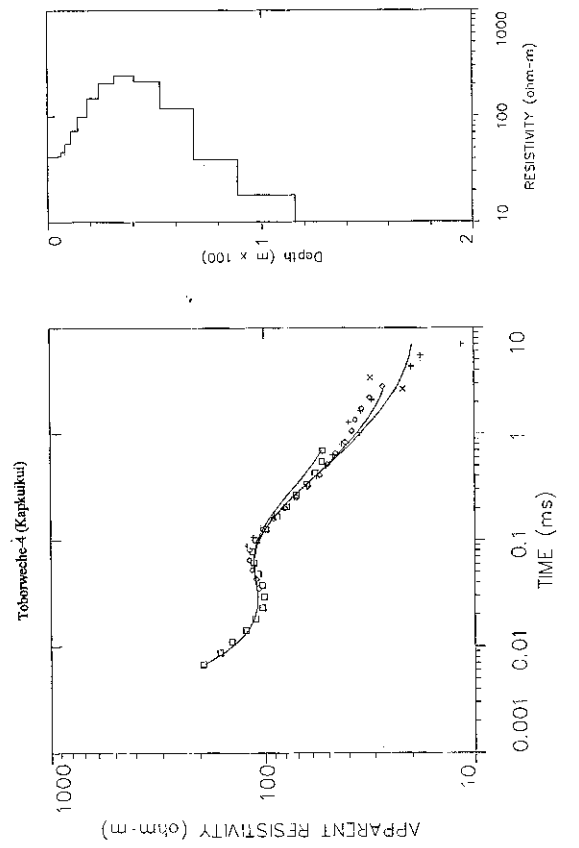 Toborweche-4 (Kapkuikui)
APPARENT RESISTIVITY (ohm-m)
1000
100
10
0.001
0.01
0.1
1
10
TIME (ms)
Depth (m x 100)
0
1
2
10
100
1000
RESISTIVITY (ohm-m)